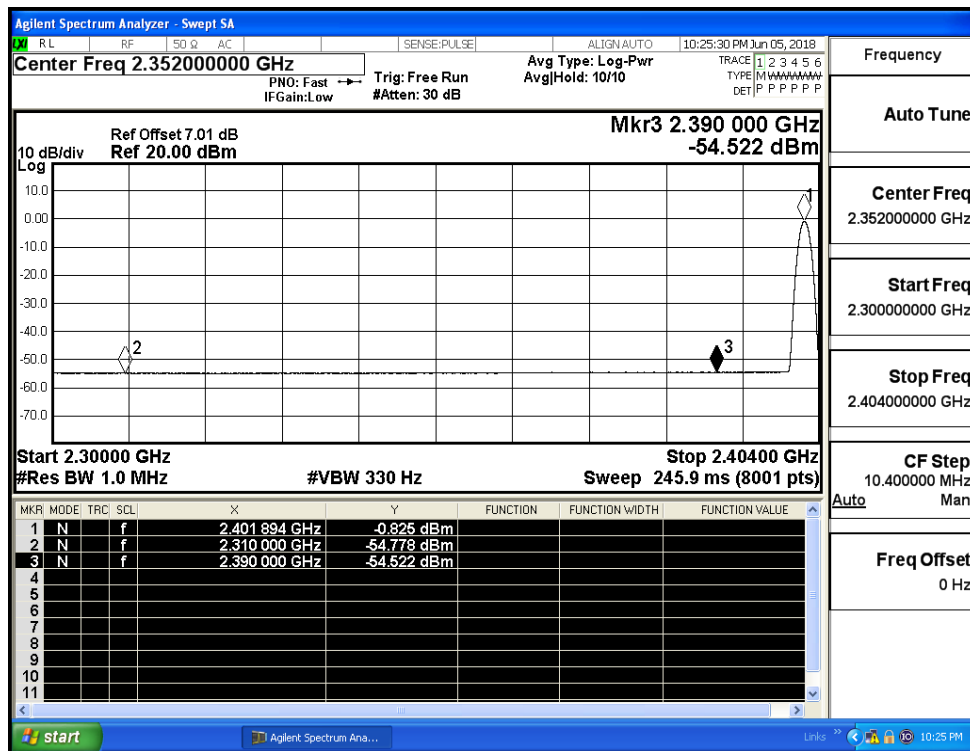 Agilent Spectrum Analyzer - Swept SA
LXI RL RF 50 Ω AC SENSE:PULSE ALIGN AUTO 10:25:30 PM Jun 05, 2018
Center Freq 2.352000000 GHz
PNO: Fast
IFGain:Low
Trig: Free Run
#Atten: 30 dB
Avg Type: Log-Pwr
Avg|Hold: 10/10
TRACE 1 2 3 4 5 6
TYPE M W W W W W
DET P P P P P P
Ref Offset 7.01 dB
10 dB/div Ref 20.00 dBm
Log
Mkr3 2.390 000 GHz
-54.522 dBm
10.0
0.00
-10.0
-20.0
-30.0
-40.0
-50.0
-60.0
-70.0
1
2
3
Start 2.30000 GHz Stop 2.40400 GHz
#Res BW 1.0 MHz #VBW 330 Hz Sweep 245.9 ms (8001 pts)
MKR MODE TRC SCL X Y FUNCTION FUNCTION WIDTH FUNCTION VALUE
1 N f 2.401 894 GHz -0.825 dBm
2 N f 2.310 000 GHz -54.778 dBm
3 N f 2.390 000 GHz -54.522 dBm
4
5
6
7
8
9
10
11
Frequency
Auto Tune
Center Freq
2.352000000 GHz
Start Freq
2.300000000 GHz
Stop Freq
2.404000000 GHz
CF Step
10.400000 MHz
Auto Man
Freq Offset
0 Hz
start Agilent Spectrum Ana... Links » 10:25 PM